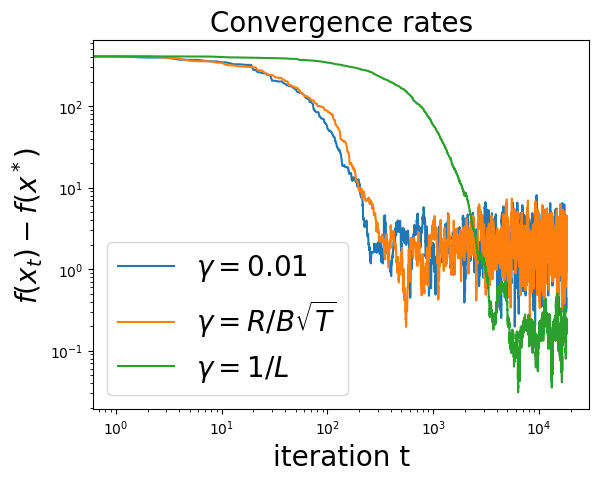 Convergence rates
f(x_t) − f(x^*)
10^2
10^1
10^0
10^{-1}
γ = 0.01
γ = R/B√T
γ = 1/L
10^0 10^1 10^2 10^3 10^4
iteration t